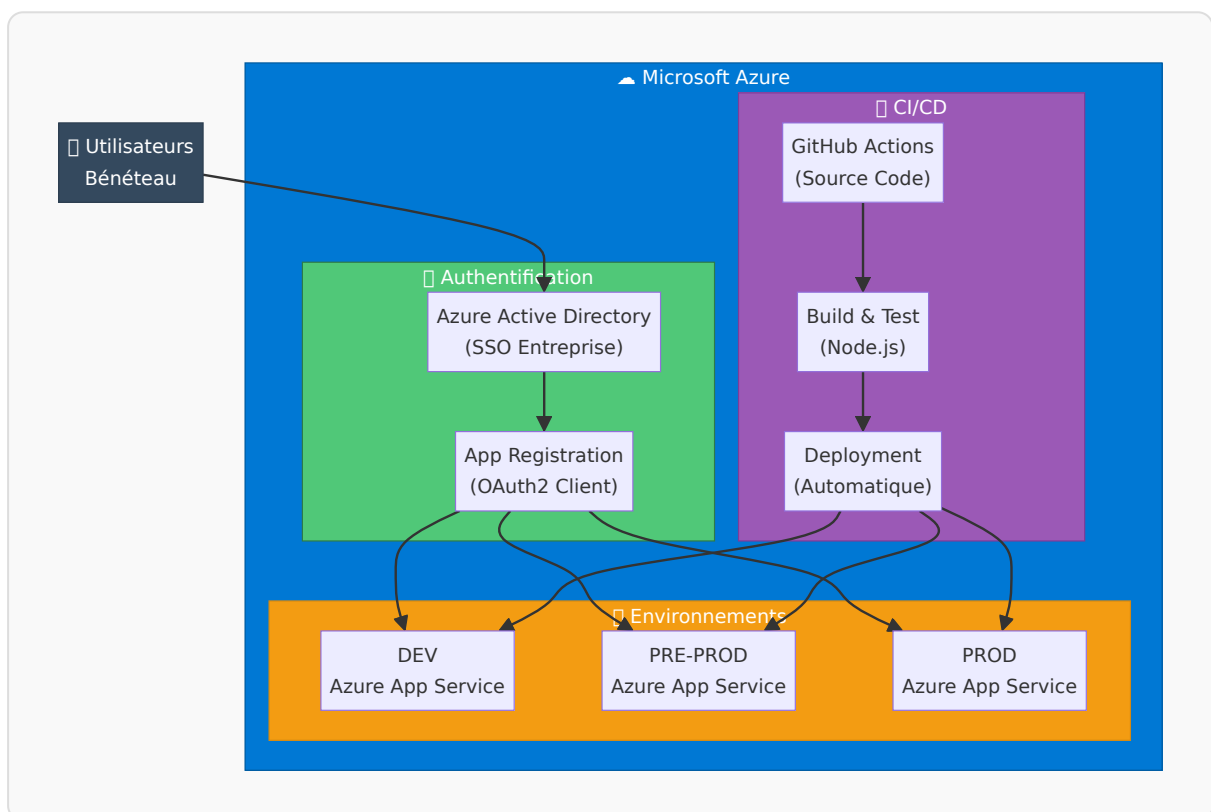 ☁ Microsoft Azure
CI/CD
Utilisateurs
Bénéteau
GitHub Actions
(Source Code)
Authentification
Azure Active Directory
(SSO Entreprise)
Build & Test
(Node.js)
App Registration
(OAuth2 Client)
Deployment
(Automatique)
Environnements
DEV
Azure App Service
PRE-PROD
Azure App Service
PROD
Azure App Service